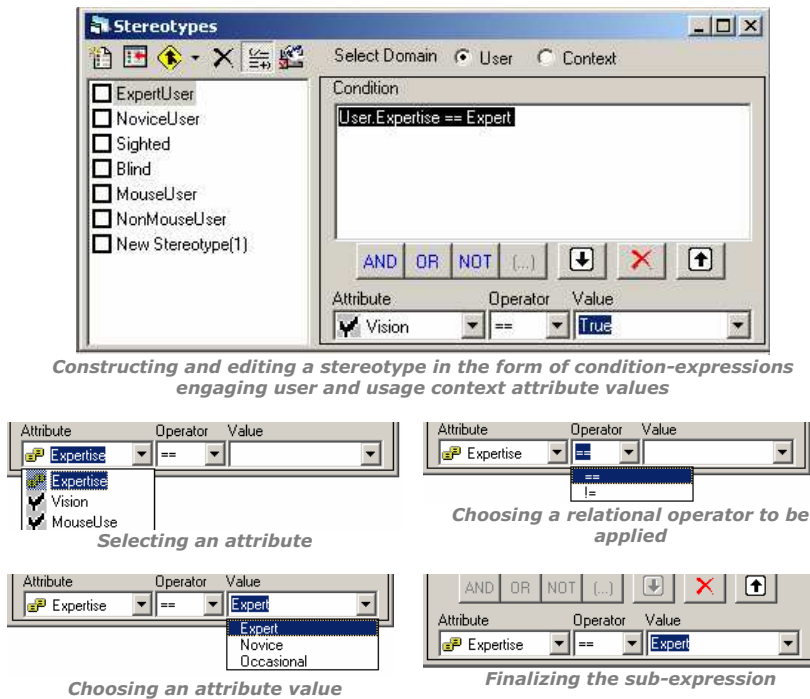 Stereotypes
Select Domain User Context
ExpertUser
NoviceUser
Sighted
Blind
MouseUser
NonMouseUser
New Stereotype(1)
Condition
User.Expertise == Expert
AND OR NOT (...)
Attribute Operator Value
Vision == True
Constructing and editing a stereotype in the form of condition-expressions
engaging user and usage context attribute values
Attribute Operator Value
Expertise ==
Expertise
Vision
MouseUse
Selecting an attribute
Attribute Operator Value
Expertise ==
==
!=
Choosing a relational operator to be
applied
Attribute Operator Value
Expertise == Expert
Expert
Novice
Occasional
Choosing an attribute value
AND OR NOT (...)
Attribute Operator Value
Expertise == Expert
Finalizing the sub-expression